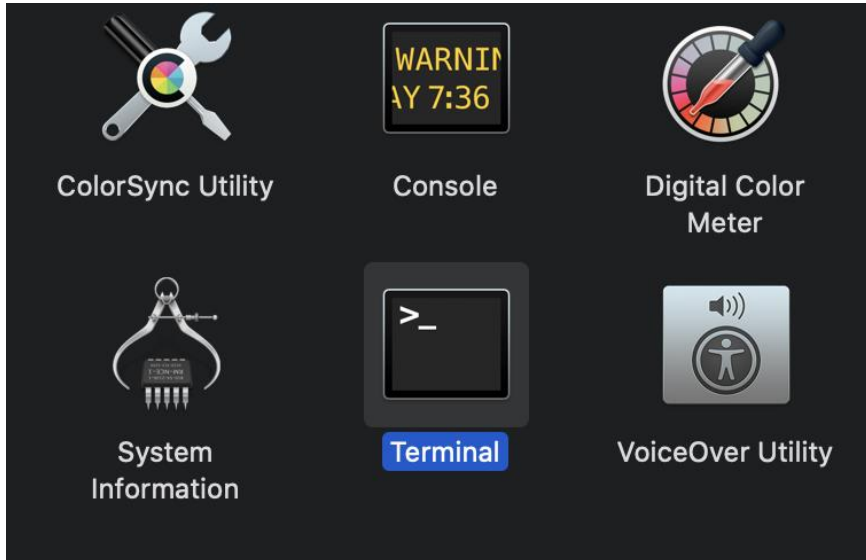 WARNIN
AY 7:36
ColorSync Utility
Console
Digital Color
Meter
>_
System
Information
Terminal
VoiceOver Utility